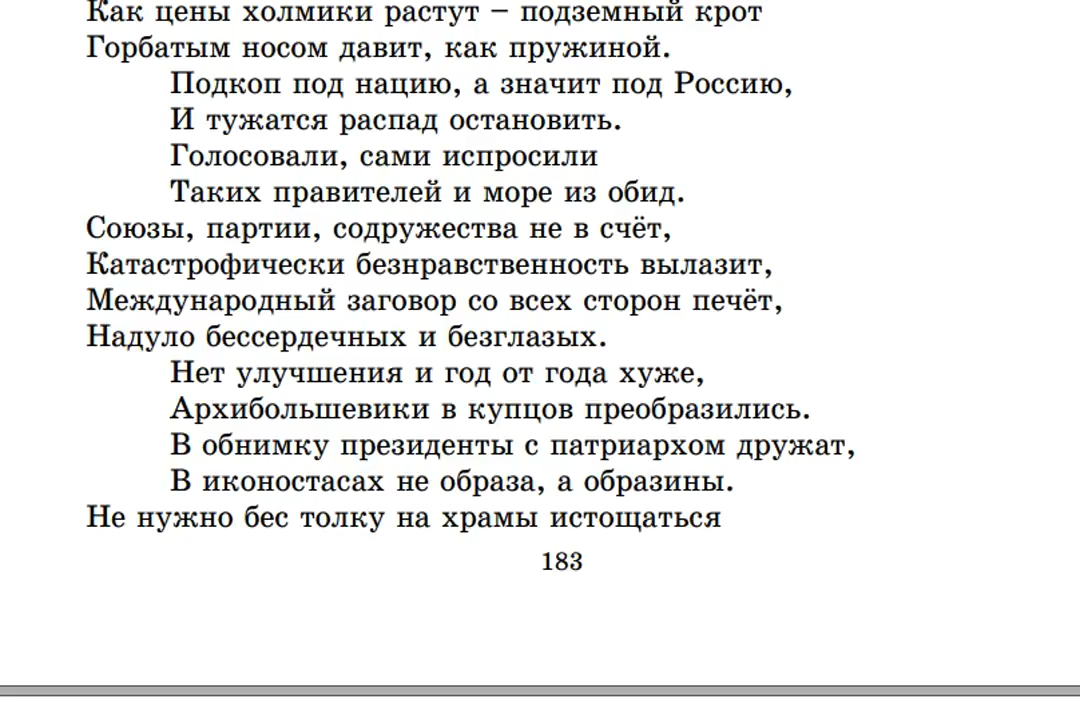 Как цены холмики растут – подземный крот
Горбатым носом давит, как пружиной.
Подкоп под нацию, а значит под Россию,
И тужатся распад остановить.
Голосовали, сами испросили
Таких правителей и море из обид.
Союзы, партии, содружества не в счёт,
Катастрофически безнравственность вылазит,
Международный заговор со всех сторон печёт,
Надуло бессердечных и безглазых.
Нет улучшения и год от года хуже,
Архибольшевики в купцов преобразились.
В обнимку президенты с патриархом дружат,
В иконостасах не образа, а образины.
Не нужно бес толку на храмы истощаться
183